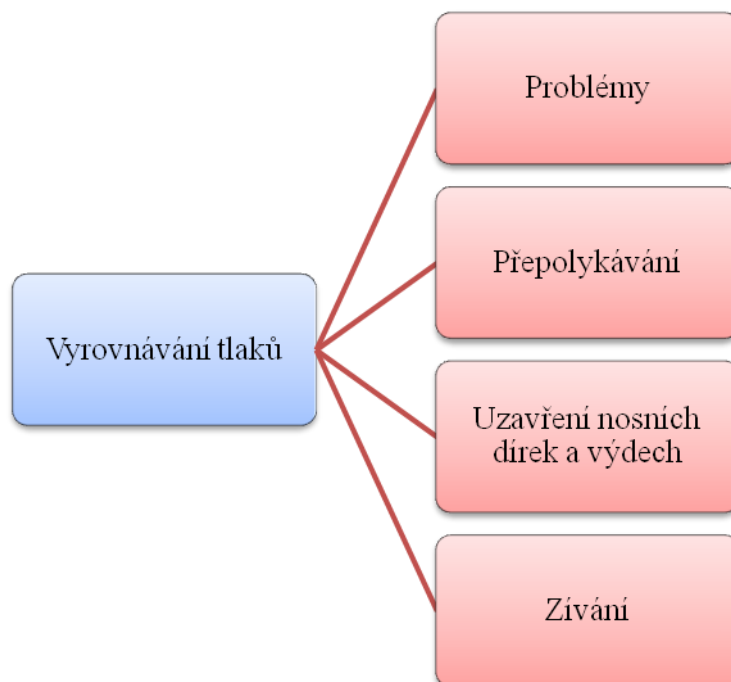 Problémy
Přepolykávání
Vyrovnávání tlaků
Uzavření nosních
dírek a výdech
Zívání